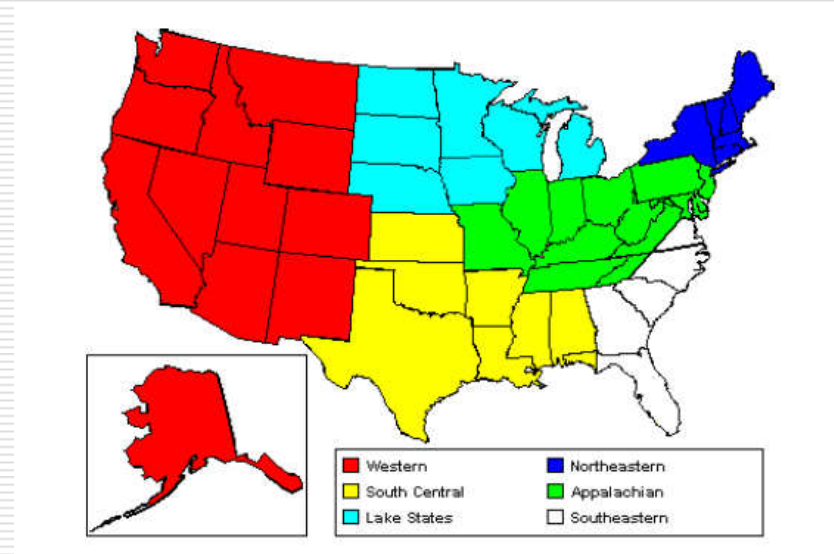 Western
South Central
Lake States
Northeastern
Appalachian
Southeastern